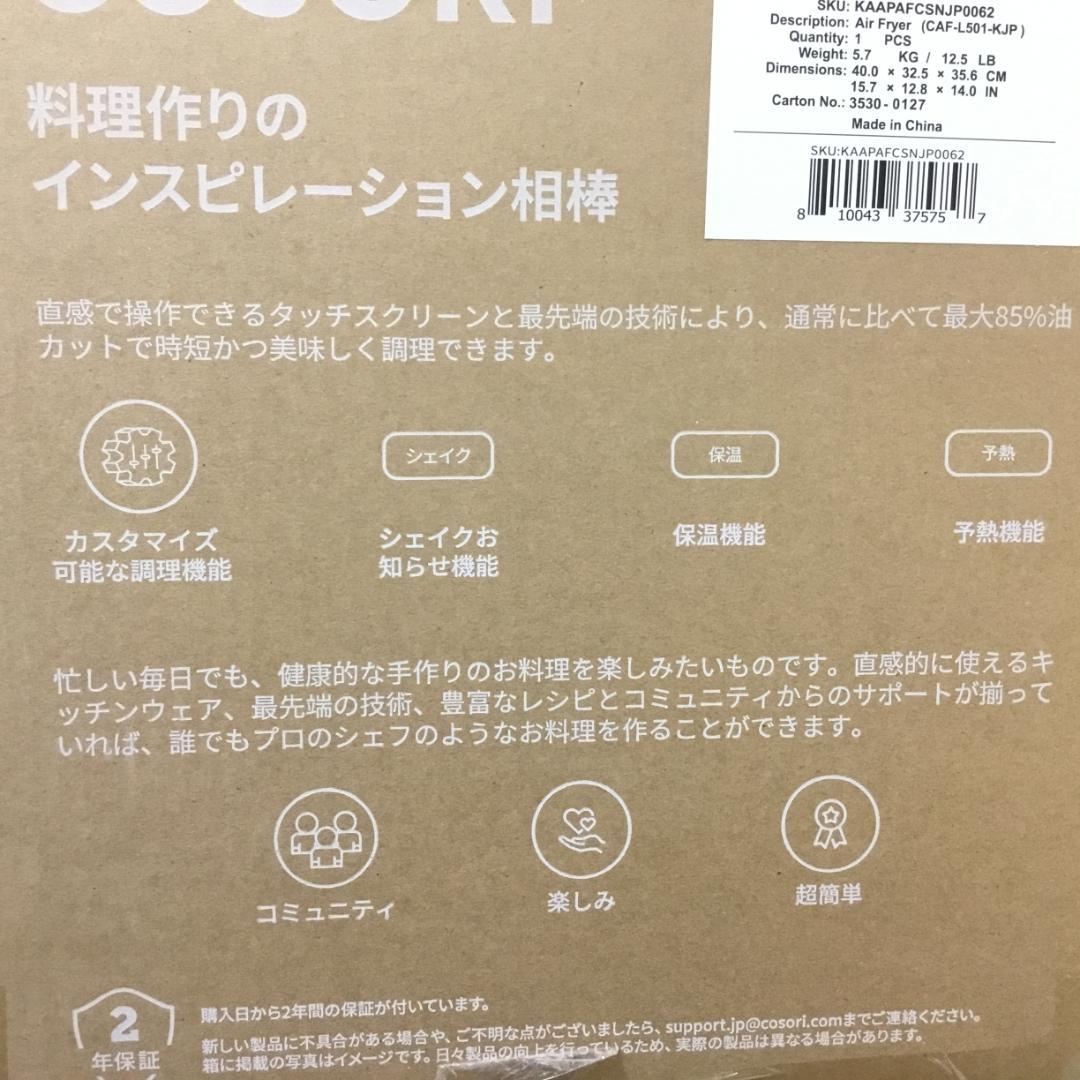 COSORI
SKU: KAAPAFCSNJP0062
Description: Air Fryer (CAF-L501-KJP)
Quantity: 1 PCS
Weight: 5.7 KG / 12.5 LB
Dimensions: 40.0 × 32.5 × 35.6 CM
15.7 × 12.8 × 14.0 IN
Carton No.: 3530-0127
Made in China
SKU:KAAPAFCSNJP0062
8 10043 37575 7
料理作りの
インスピレーション相棒
直感で操作できるタッチスクリーンと最先端の技術により、通常に比べて最大85%油
カットで時短かつ美味しく調理できます。
シェイク
保温
予熱
カスタマイズ
可能な調理機能
シェイクお
知らせ機能
保温機能
予熱機能
忙しい毎日でも、健康的な手作りのお料理を楽しみたいものです。直感的に使えるキ
ッチンウェア、最先端の技術、豊富なレシピとコミュニティからのサポートが揃って
いれば、誰でもプロのシェフのようなお料理を作ることができます。
コミュニティ
楽しみ
超簡単
2
年保証
購入日から2年間の保証が付いています。
新しい製品に不具合がある場合や、ご不明な点がございましたら、support.jp@cosori.comまでご連絡ください。
箱に掲載の写真はイメージです。日々製品の向上を行っているため、実際の製品は異なる場合があります。